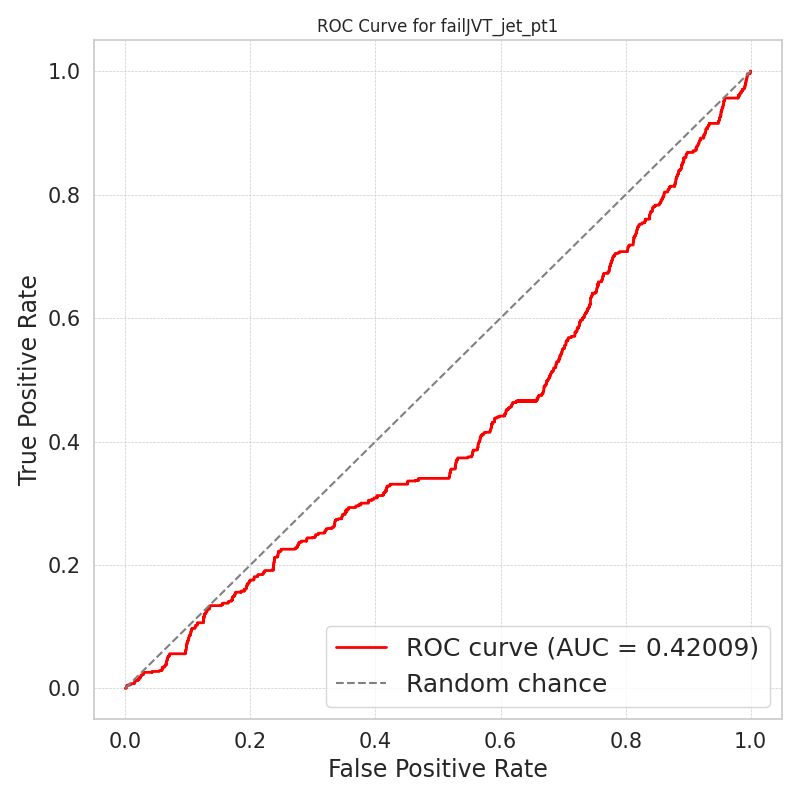 ROC Curve for failJVT_jet_pt1
True Positive Rate
1.0
0.8
0.6
0.4
0.2
0.0
ROC curve (AUC = 0.42009)
Random chance
0.0 0.2 0.4 0.6 0.8 1.0
False Positive Rate